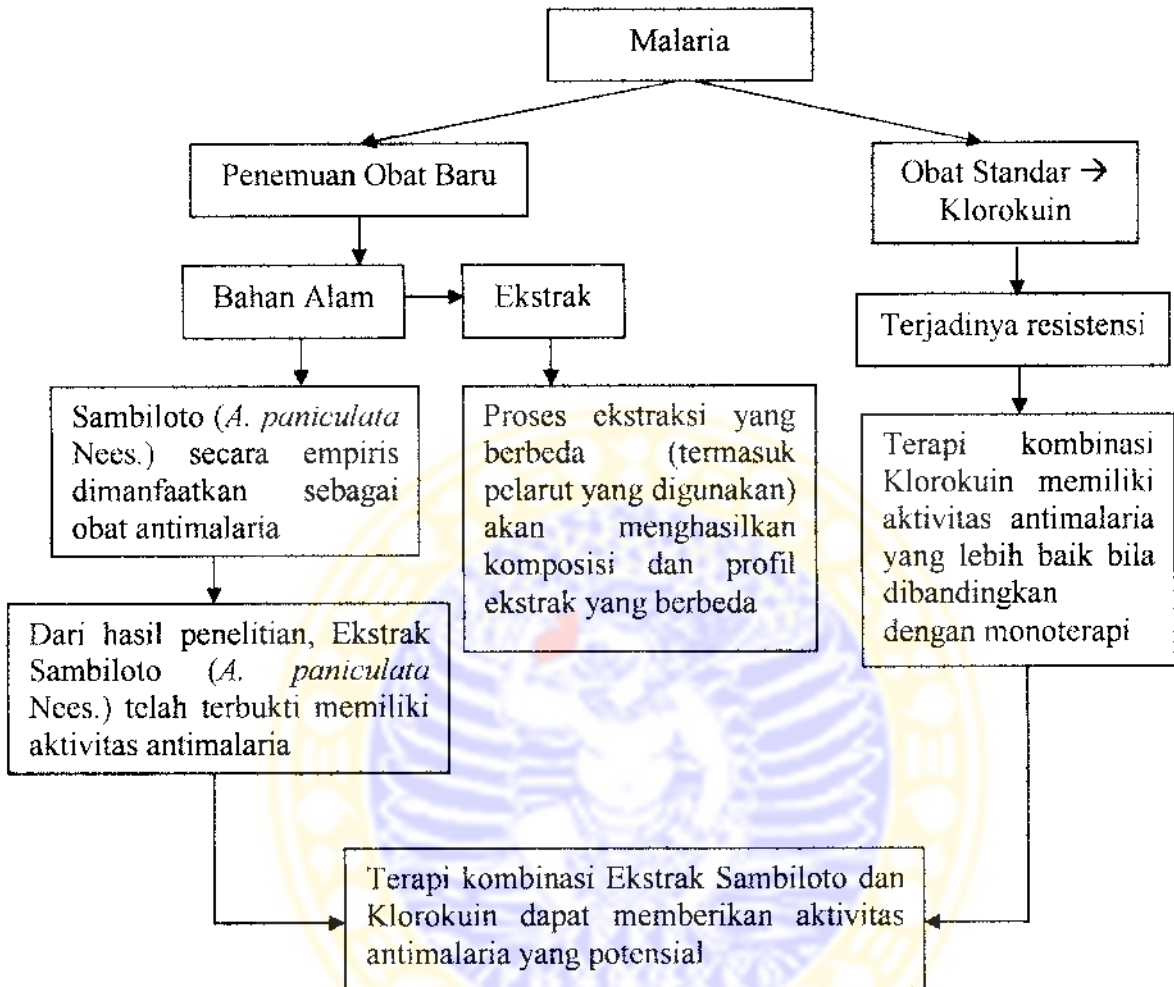 Malaria
Penemuan Obat Baru
Obat Standar →
Klorokuin
Bahan Alam
Ekstrak
Terjadinya resistensi
Sambiloto (A. paniculata
Nees.) secara empiris
dimanfaatkan sebagai
obat antimalaria
Proses ekstraksi yang
berbeda (termasuk
pelarut yang digunakan)
akan menghasilkan
komposisi dan profil
ekstrak yang berbeda
Terapi kombinasi
Klorokuin memiliki
aktivitas antimalaria
yang lebih baik bila
dibandingkan
dengan monoterapi
Dari hasil penelitian, Ekstrak
Sambiloto (A. paniculata
Nees.) telah terbukti memiliki
aktivitas antimalaria
Terapi kombinasi Ekstrak Sambiloto dan
Klorokuin dapat memberikan aktivitas
antimalaria yang potensial